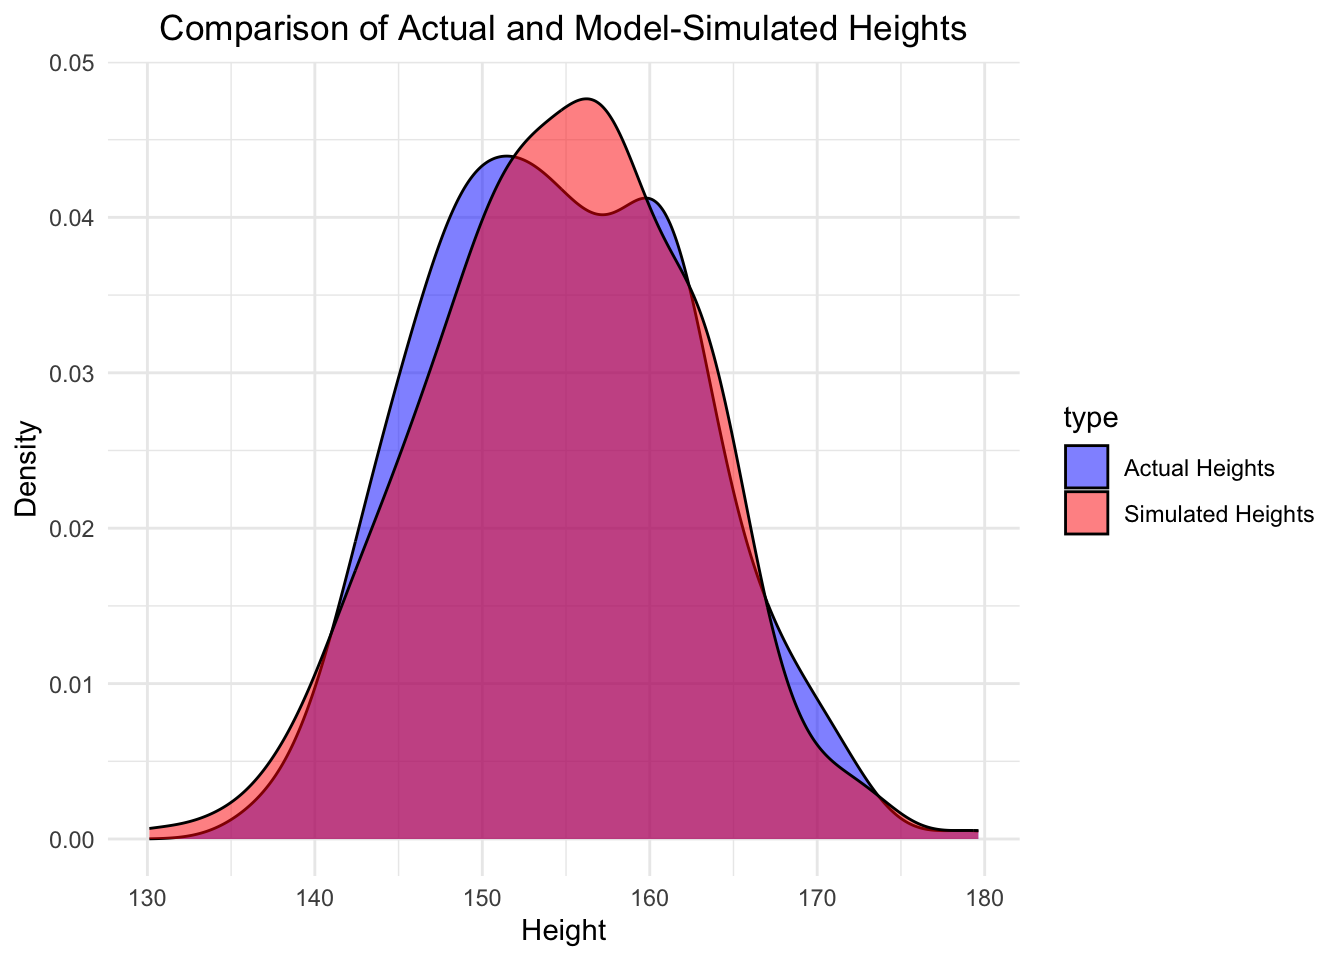 Comparison of Actual and Model-Simulated Heights
0.05
0.04
0.03
0.02
0.01
0.00
Density
130 140 150 160 170 180
Height
type
Actual Heights
Simulated Heights